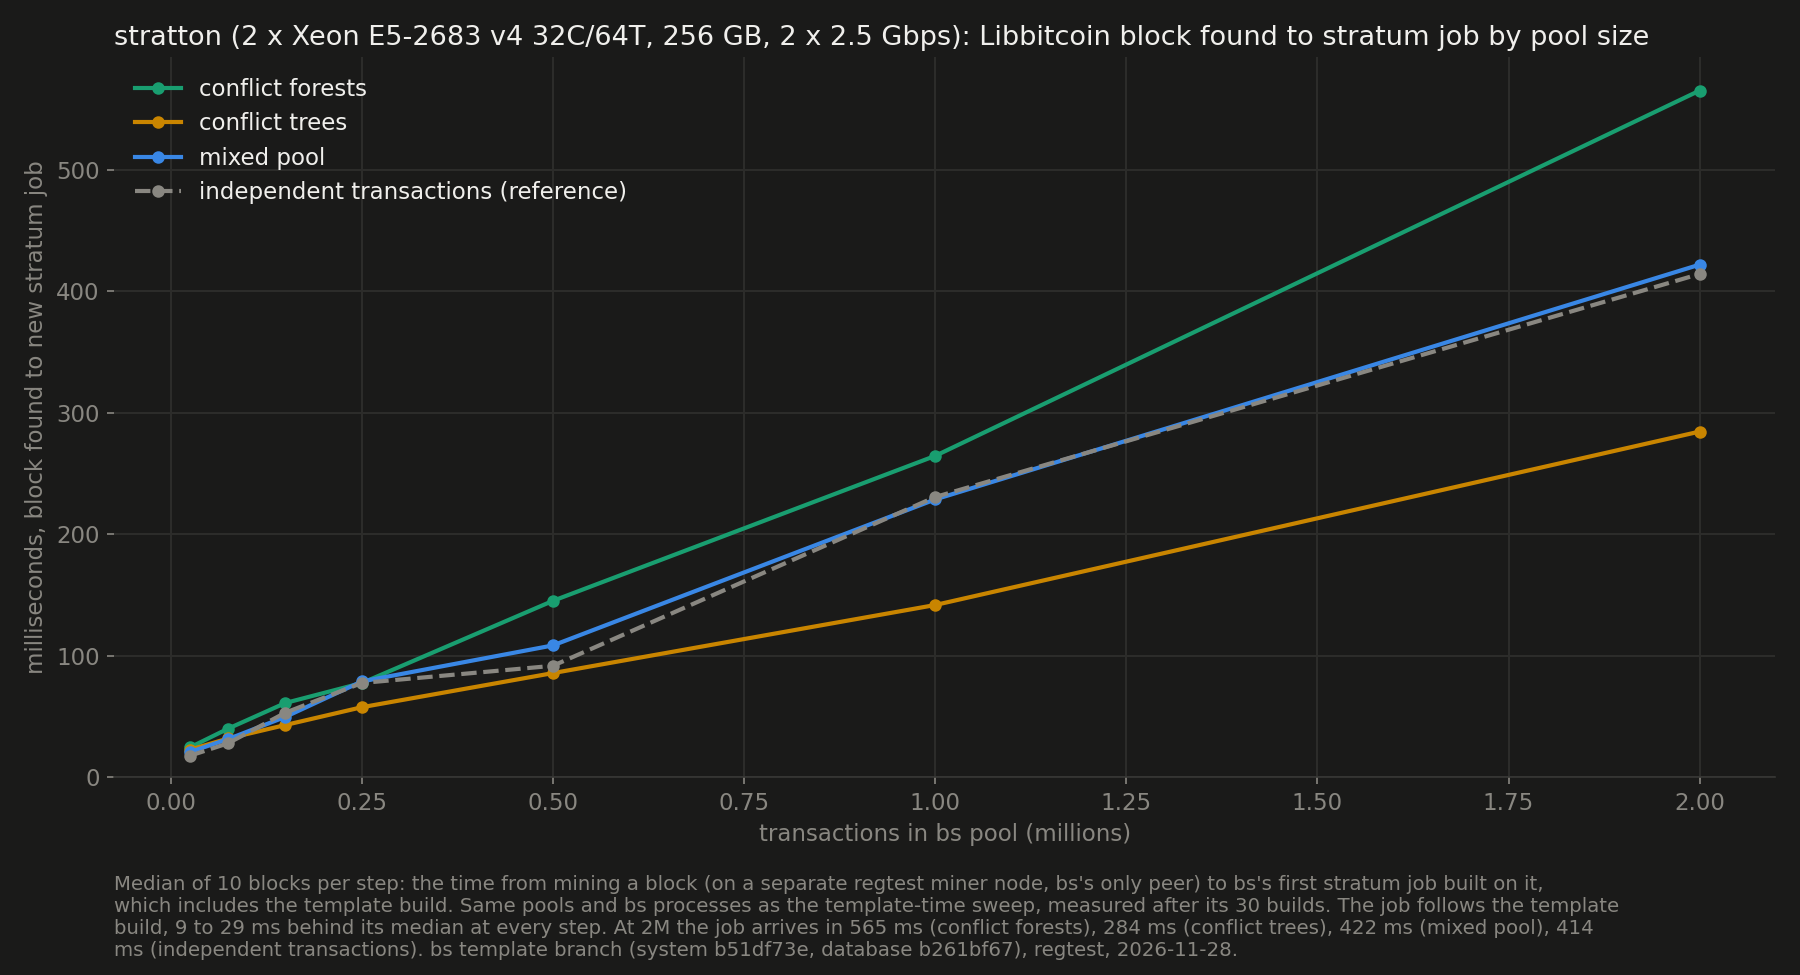 stratton (2 x Xeon E5-2683 v4 32C/64T, 256 GB, 2 x 2.5 Gbps): Libbitcoin block found to stratum job by pool size
conflict forests
conflict trees
mixed pool
independent transactions (reference)
milliseconds, block found to new stratum job
500
400
300
200
100
0
0.00
0.25
0.50
0.75
1.00
1.25
1.50
1.75
2.00
transactions in bs pool (millions)
Median of 10 blocks per step: the time from mining a block (on a separate regtest miner node, bs's only peer) to bs's first stratum job built on it,
which includes the template build. Same pools and bs processes as the template-time sweep, measured after its 30 builds. The job follows the template
build, 9 to 29 ms behind its median at every step. At 2M the job arrives in 565 ms (conflict forests), 284 ms (conflict trees), 422 ms (mixed pool), 414
ms (independent transactions). bs template branch (system b51df73e, database b261bf67), regtest, 2026-11-28.